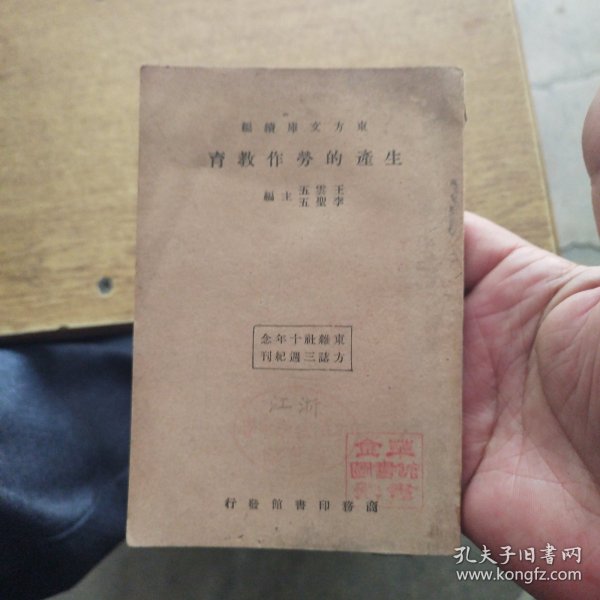 東方文庫續編
生產的勞作教育
王雲五
李聖五
主編
東雜社十年念
方誌三週紀刊
浙江
商務印書館發行
孔夫子旧书网
www.kongfz.com